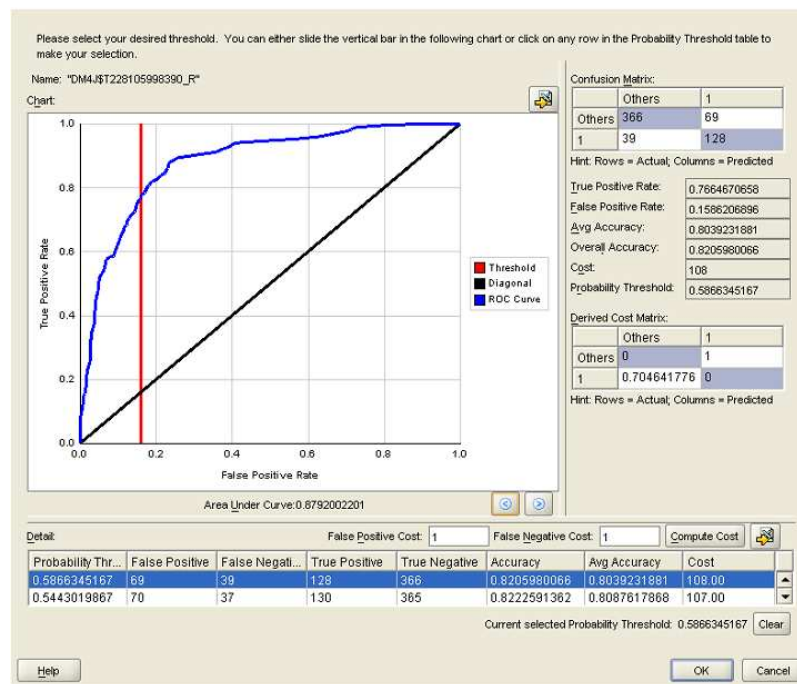 Please select your desired threshold. You can either slide the vertical bar in the following chart or click on any row in the Probability Threshold table to
make your selection.
Name: "DM4J$T228105998390_R"
Chart:
1.0
0.8
0.6
0.4
0.2
0.0
True Positive Rate
0.0 0.2 0.4 0.6 0.8 1.0
False Positive Rate
Threshold
Diagonal
ROC Curve
Area Under Curve:0.8792002201
Confusion Matrix:
Others 1
Others 366 69
1 39 128
Hint: Rows = Actual; Columns = Predicted
True Positive Rate: 0.7664670658
False Positive Rate: 0.1586206896
Avg Accuracy: 0.8039231881
Overall Accuracy: 0.8205980066
Cost: 108
Probability Threshold: 0.5866345167
Derived Cost Matrix:
Others 1
Others 0 1
1 0.704641776 0
Hint: Rows = Actual; Columns = Predicted
Detail: False Positive Cost: 1 False Negative Cost: 1 Compute Cost
Probability Thr... False Positive False Negati... True Positive True Negative Accuracy Avg Accuracy Cost
0.5866345167 69 39 128 366 0.8205980066 0.8039231881 108.00
0.5443019867 70 37 130 365 0.8222591362 0.8087617868 107.00
Current selected Probability Threshold: 0.5866345167 Clear
Help OK Cancel